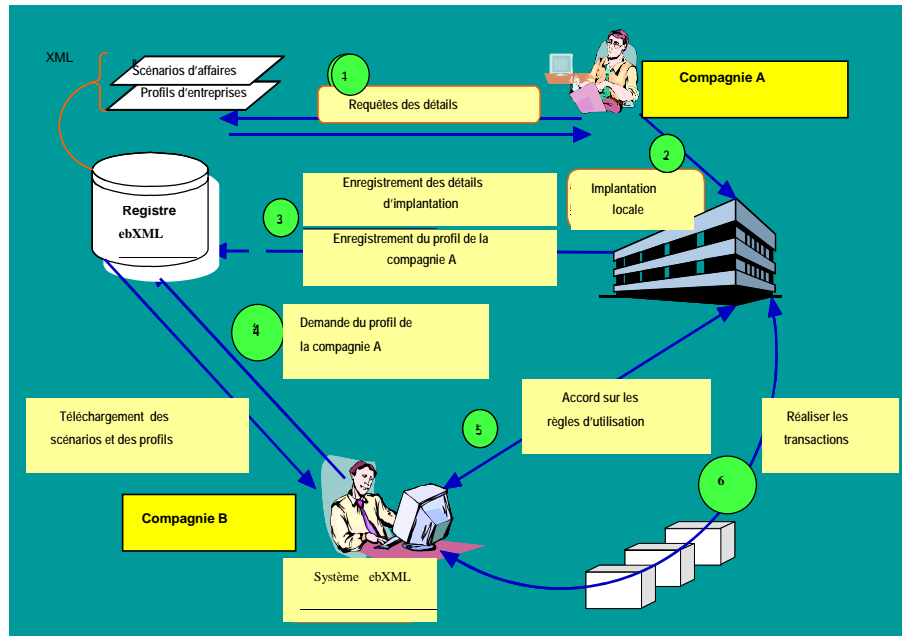 XML
Scénarios d'affaires
Profils d'entreprises
1
Requêtes des détails
Compagnie A
2
Implantation
locale
Registre
ebXML
3
Enregistrement des détails
d'implantation
Enregistrement du profil de la
compagnie A
4
Demande du profil de
la compagnie A
Téléchargement des
scénarios et des profils
5
Accord sur les
règles d'utilisation
Réaliser les
transactions
6
Compagnie B
Système ebXML